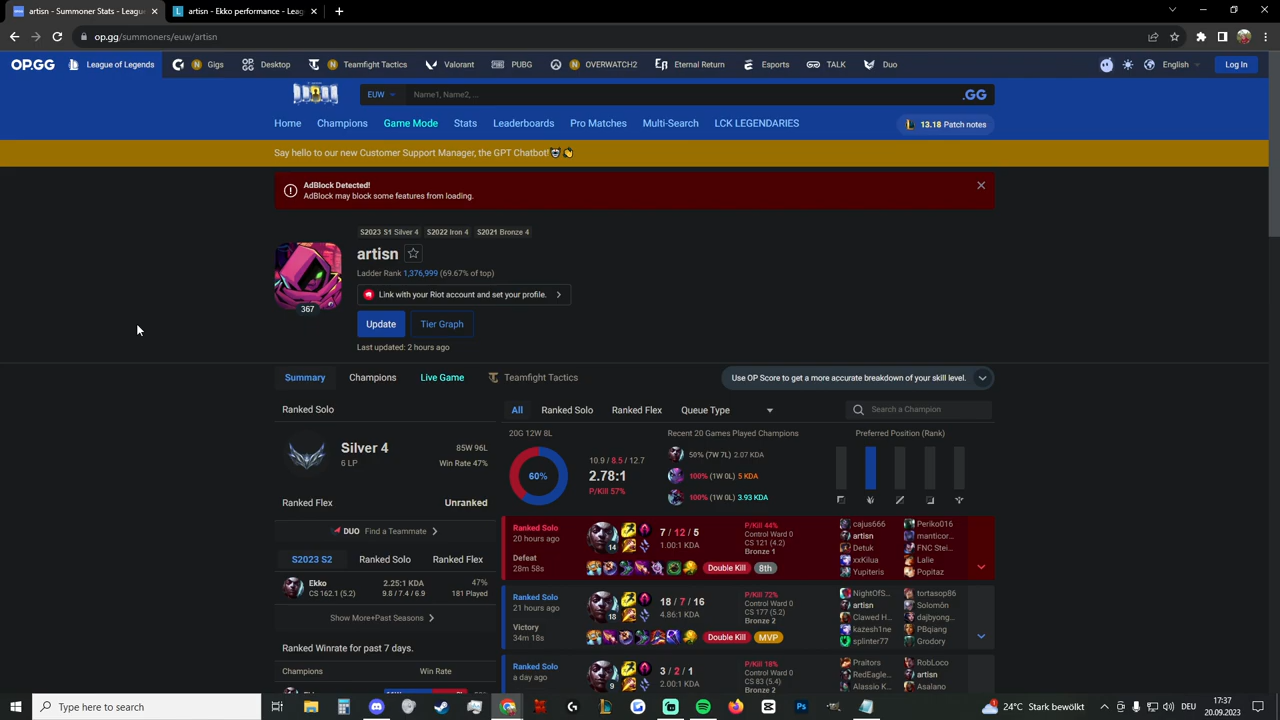 artisn - Summoner Stats - Leagu
artisn - Ekko performance - Leag
op.gg/summoners/euw/artisn
OP.GG League of Legends Gigs Desktop Teamfight Tactics Valorant PUBG OVERWATCH2 Eternal Return Esports TALK Duo English Log In
EUW Name1, Name2, ... .GG
Home Champions Game Mode Stats Leaderboards Pro Matches Multi-Search LCK LEGENDARIES 13.18 Patch notes
Say hello to our new Customer Support Manager, the GPT Chatbot!
AdBlock Detected!
AdBlock may block some features from loading.
S2023 S1 Silver 4 S2022 Iron 4 S2021 Bronze 4
artisn
Ladder Rank 1,376,999 (69.67% of top)
Link with your Riot account and set your profile.
367
Update Tier Graph
Last updated: 2 hours ago
Summary Champions Live Game Teamfight Tactics
Use OP Score to get a more accurate breakdown of your skill level.
Ranked Solo
Silver 4 85W 96L
6 LP Win Rate 47%
Ranked Flex Unranked
DUO Find a Teammate
S2023 S2 Ranked Solo Ranked Flex
Ekko 2.25:1 KDA 47%
CS 162.1 (5.2) 9.8 / 7.4 / 6.9 181 Played
Show More+Past Seasons
Ranked Winrate for past 7 days.
Champions Win Rate
All Ranked Solo Ranked Flex Queue Type Search a Champion
20G 12W 8L Recent 20 Games Played Champions Preferred Position (Rank)
60%
10.9 / 8.5 / 12.7
2.78:1
P/Kill 57%
50% (7W 7L) 2.07 KDA
100% (1W 0L) 5 KDA
100% (1W 0L) 3.93 KDA
Ranked Solo
20 hours ago
Defeat
28m 58s
14
7 / 12 / 5
1.00:1 KDA
Double Kill 8th
P/Kill 44%
Control Ward 0
CS 121 (4.2)
Bronze 1
cajus666 Periko016
artisn manticor...
Detuk FNC Stei...
xxKilua Lalie
Yupiteris Popitaz
Ranked Solo
21 hours ago
Victory
34m 18s
18
18 / 7 / 16
4.86:1 KDA
Double Kill MVP
P/Kill 72%
Control Ward 0
CS 177 (5.2)
Bronze 2
NightOfS... tortasop86
artisn Solomón
Clawed H... dajbyong...
kazesh1ne PBqiang
splinter77 Grodory
Ranked Solo
a day ago
9
3 / 2 / 1
2.00:1 KDA
P/Kill 18%
Control Ward 0
CS 83 (5.4)
Bronze 2
Praitors RobLoco
RedEagle... artisn
Alassio K... Asalano
Type here to search
24°C Stark bewölkt
17:37
20.09.2023